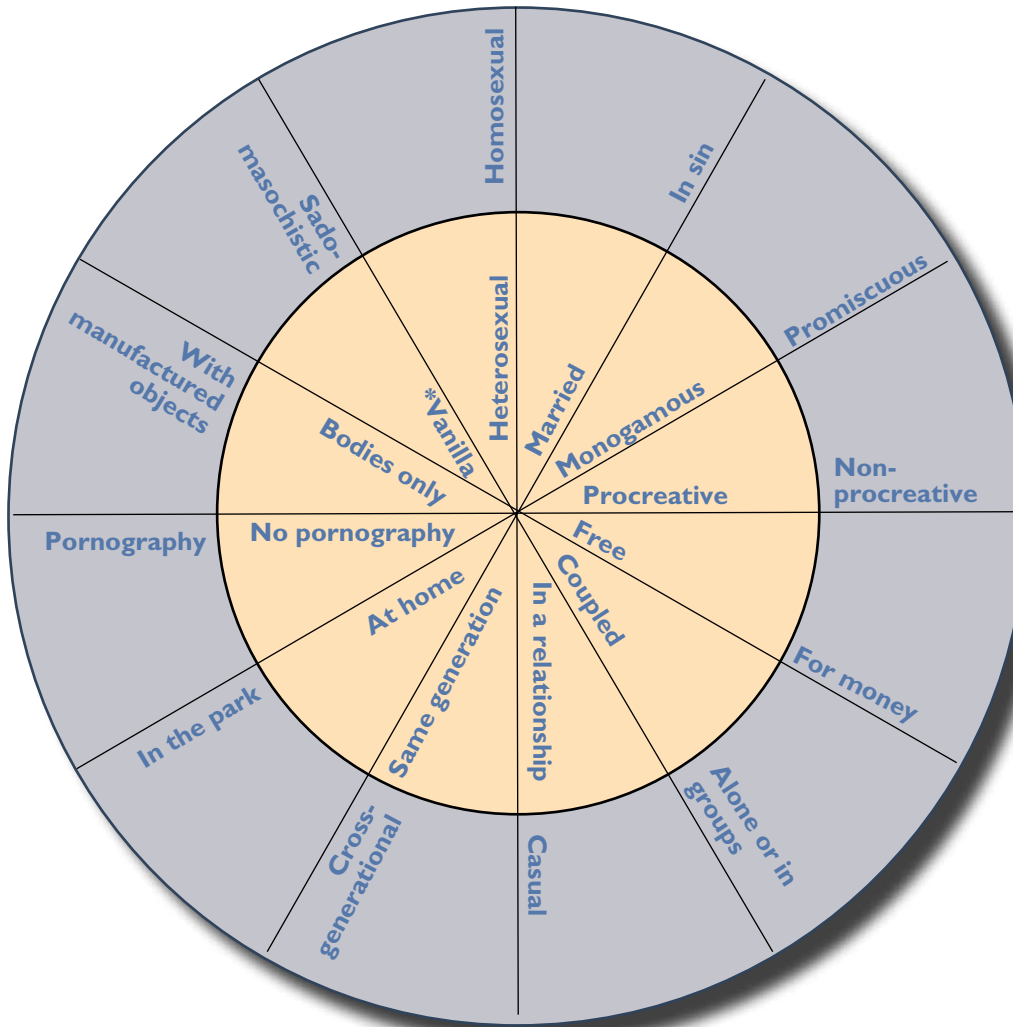 Homosexual
In sin
Promiscuous
Non-
procreative
For money
Alone or in
groups
Casual
Cross-
generational
In the park
Pornography
With
manufactured
objects
Sado-
masochistic
Heterosexual
Married
Monogamous
Procreative
Free
Coupled
In a relationship
Same generation
At home
No pornography
Bodies only
*Vanilla